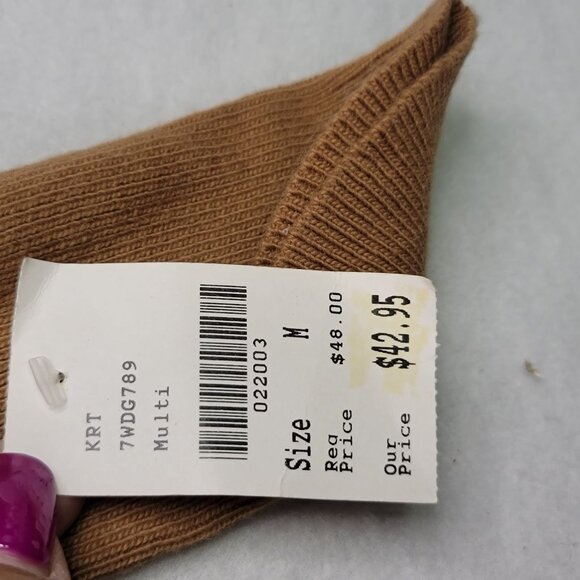 KRT
7WDG789
Multi
022003
Size M
Reg
Price $48.00
Our
Price $42.95